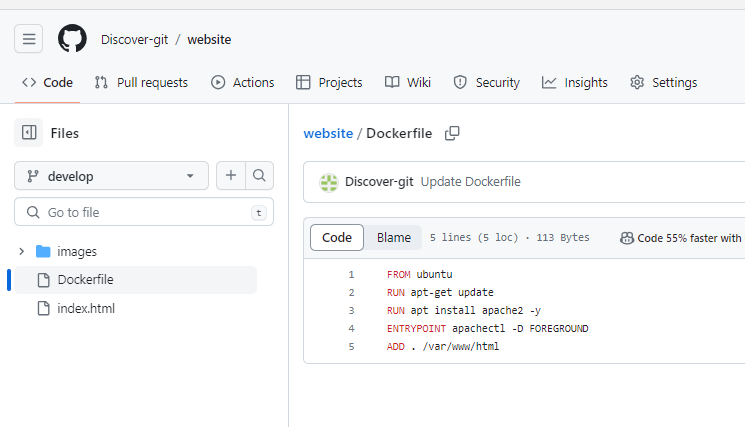 Discover-git / website
Code Pull requests Actions Projects Wiki Security Insights Settings
Files
develop
Go to file t
images
Dockerfile
index.html
website / Dockerfile
Discover-git Update Dockerfile
Code Blame 5 lines (5 loc) · 113 Bytes Code 55% faster with
1 FROM ubuntu
2 RUN apt-get update
3 RUN apt install apache2 -y
4 ENTRYPOINT apachectl -D FOREGROUND
5 ADD . /var/www/html